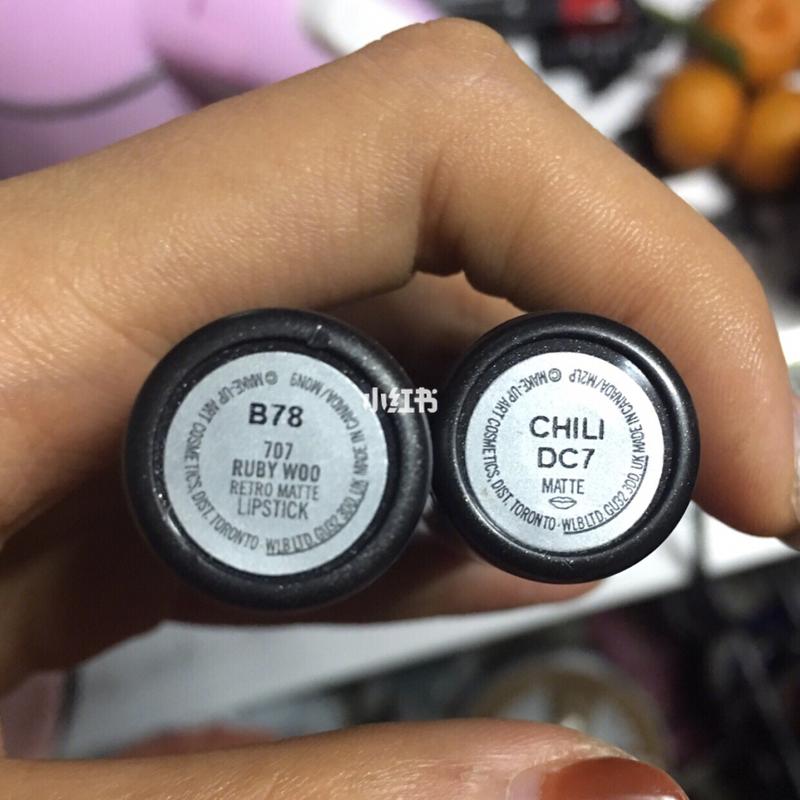 B78
707
RUBY WOO
RETRO MATTE
LIPSTICK
© MAKE-UP ART COSMETICS, DIST. TORONTO · WLBLTD. GU32 3DD, UK MADE IN CANADA/MON9
小红书
CHILI
DC7
MATTE
© MAKE-UP ART COSMETICS, DIST. TORONTO · WLBLTD. GU32 3DD, UK MADE IN CANADA/M2LP